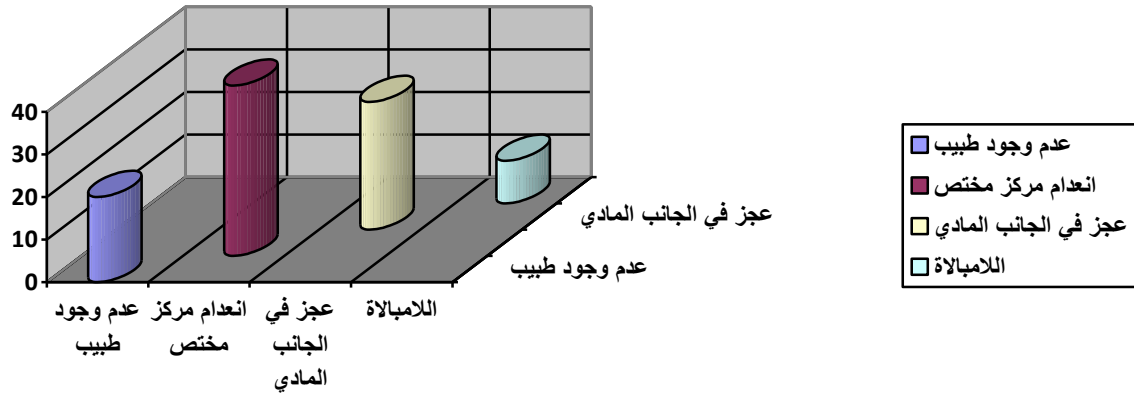 40
30
20
10
0
عدم وجود
طبيب
انعدام مركز
مختص
عجز في
الجانب
المادي
اللامبالاة
عدم وجود طبيب
عجز في الجانب المادي
عدم وجود طبيب
انعدام مركز مختص
عجز في الجانب المادي
اللامبالاة